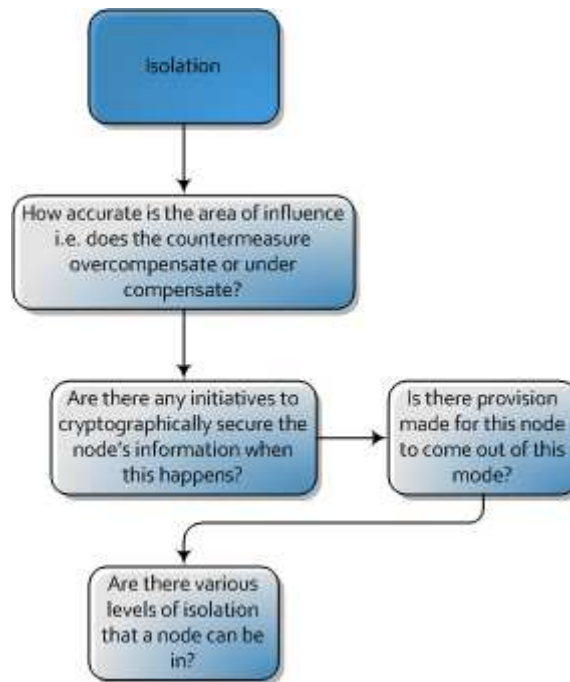 Isolation
How accurate is the area of influence
i.e. does the countermeasure
overcompensate or under
compensate?
Are there any initiatives to
cryptographically secure the
node's information when
this happens?
Is there provision
made for this node
to come out of this
mode?
Are there various
levels of isolation
that a node can be
in?